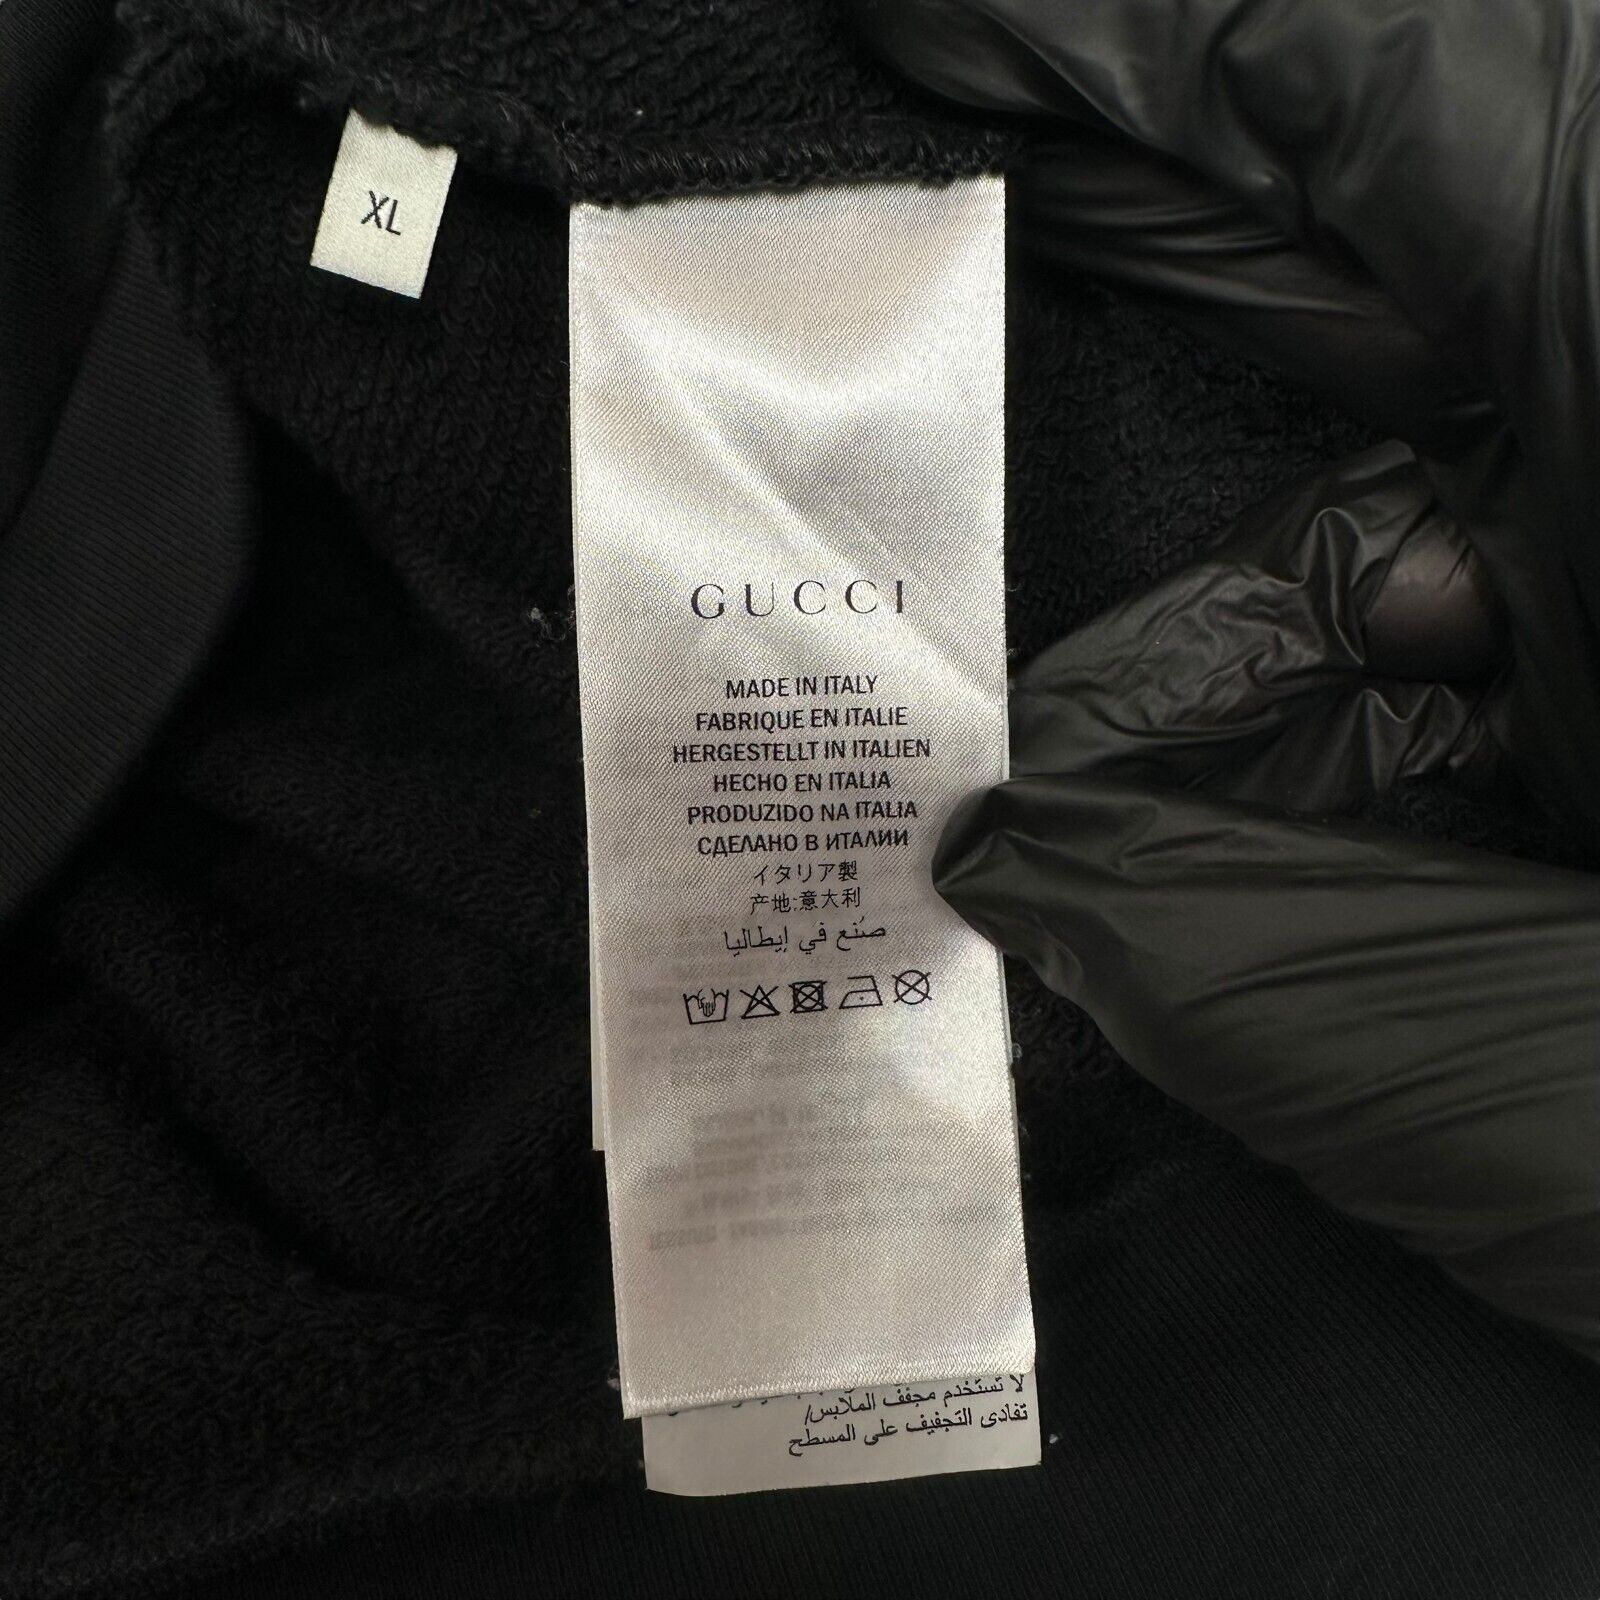 XL
GUCCI
MADE IN ITALY
FABRIQUE EN ITALIE
HERGESTELLT IN ITALIEN
HECHO EN ITALIA
PRODUZIDO NA ITALIA
СДЕЛАНО В ИТАЛИИ
イタリア製
产地:意大利
صُنع في إيطاليا
لا تستخدم مجفف الملابس/
تفادى التجفيف على المسطح